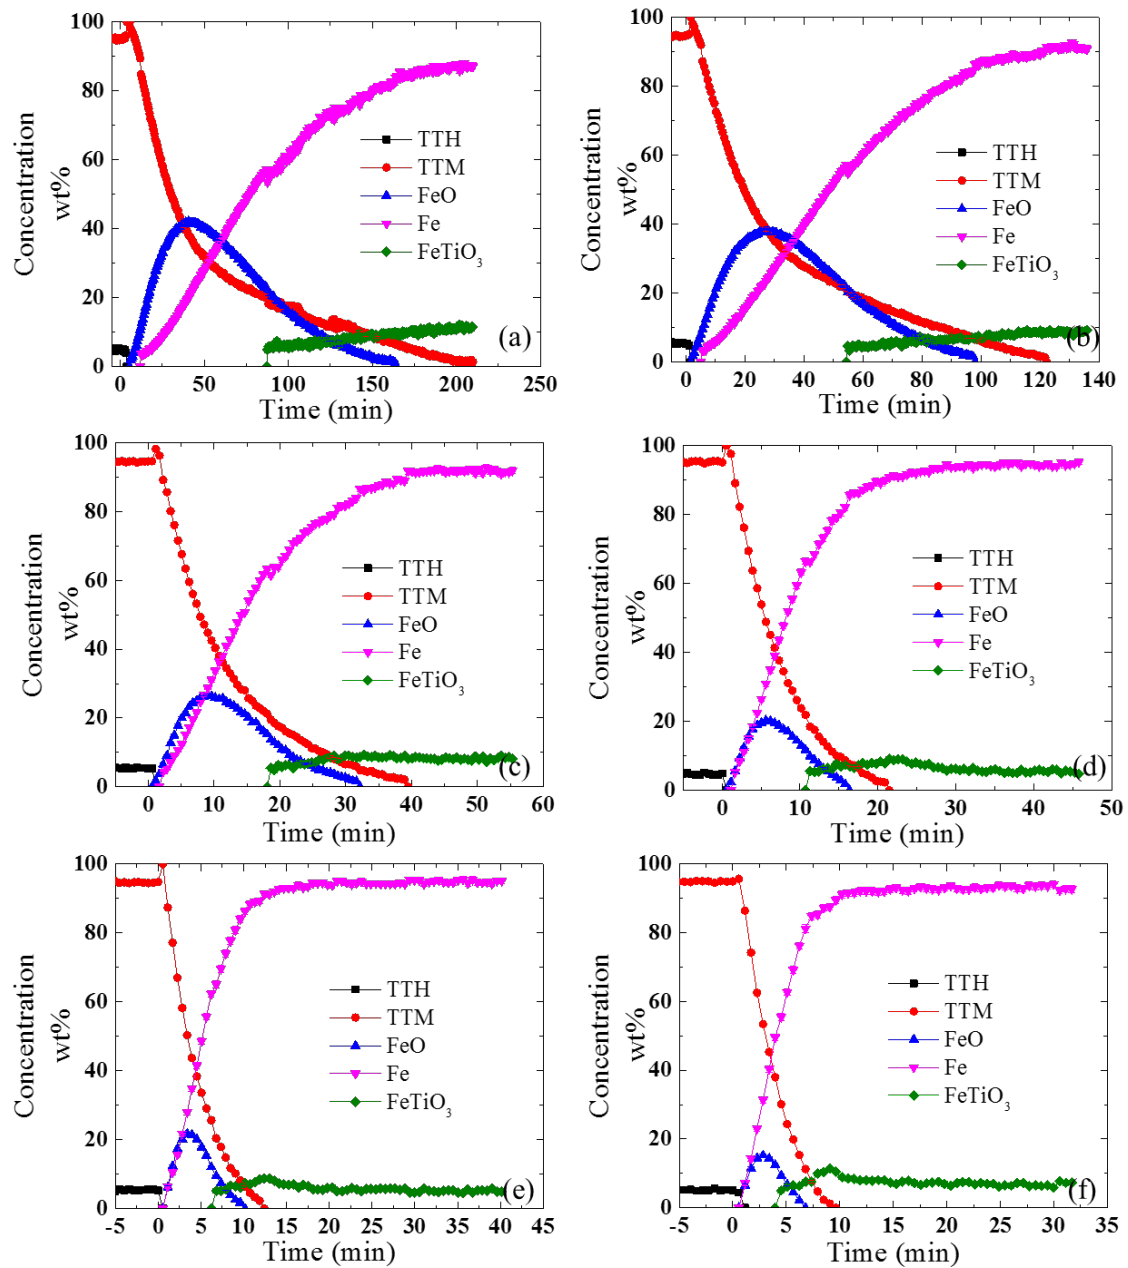 100
80
60
40
20
0
Concentration
wt%
TTH
TTM
FeO
Fe
FeTiO₃
(a)
0 50 100 150 200 250
Time (min)
100
80
60
40
20
0
Concentration
wt%
TTH
TTM
FeO
Fe
FeTiO₃
(b)
0 20 40 60 80 100 120 140
Time (min)
100
80
60
40
20
0
Concentration
wt%
TTH
TTM
FeO
Fe
FeTiO₃
(c)
0 10 20 30 40 50 60
Time (min)
100
80
60
40
20
0
Concentration
wt%
TTH
TTM
FeO
Fe
FeTiO₃
(d)
0 10 20 30 40 50
Time (min)
100
80
60
40
20
0
Concentration
wt%
TTH
TTM
FeO
Fe
FeTiO₃
(e)
-5 0 5 10 15 20 25 30 35 40 45
Time (min)
100
80
60
40
20
0
Concentration
wt%
TTH
TTM
FeO
Fe
FeTiO₃
(f)
-5 0 5 10 15 20 25 30 35
Time (min)